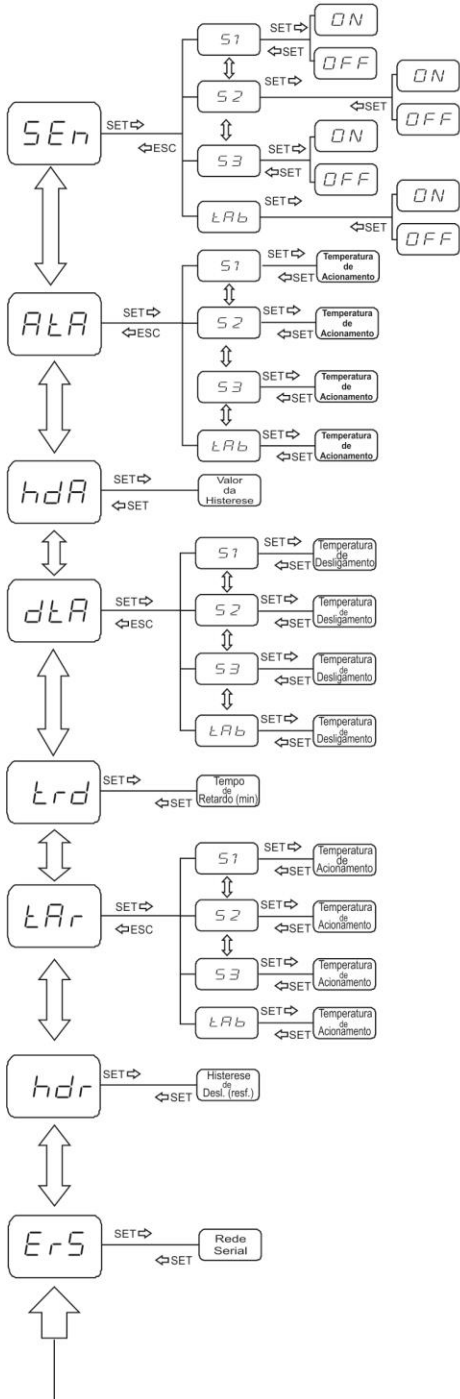 S1
SET
SET
ON
OFF
S2
SET
SET
ON
OFF
SEn
SET
ESC
S3
SET
SET
ON
OFF
tAb
SET
SET
ON
OFF
AtA
SET
ESC
S1
SET
SET
Temperatura
de
Acionamento
S2
SET
SET
Temperatura
de
Acionamento
S3
SET
SET
Temperatura
de
Acionamento
tAb
SET
SET
Temperatura
de
Acionamento
hdA
SET
SET
Valor
da
Histerese
dtA
SET
ESC
S1
SET
SET
Temperatura
de
Desligamento
S2
SET
SET
Temperatura
de
Desligamento
S3
SET
SET
Temperatura
de
Desligamento
tAb
SET
SET
Temperatura
de
Desligamento
trd
SET
SET
Tempo
de
Retardo (min)
tAr
SET
ESC
S1
SET
SET
Temperatura
de
Acionamento
S2
SET
SET
Temperatura
de
Acionamento
S3
SET
SET
Temperatura
de
Acionamento
tAb
SET
SET
Temperatura
de
Acionamento
hdr
SET
SET
Histerese
de
Desl. (resf.)
ErS
SET
SET
Rede
Serial